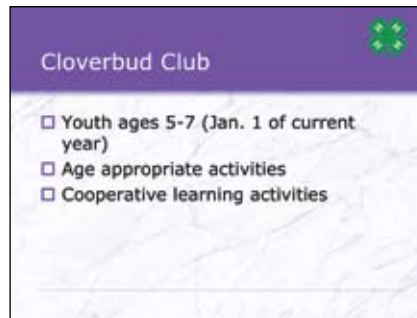 Cloverbud Club
Youth ages 5-7 (Jan. 1 of current
year)
Age appropriate activities
Cooperative learning activities